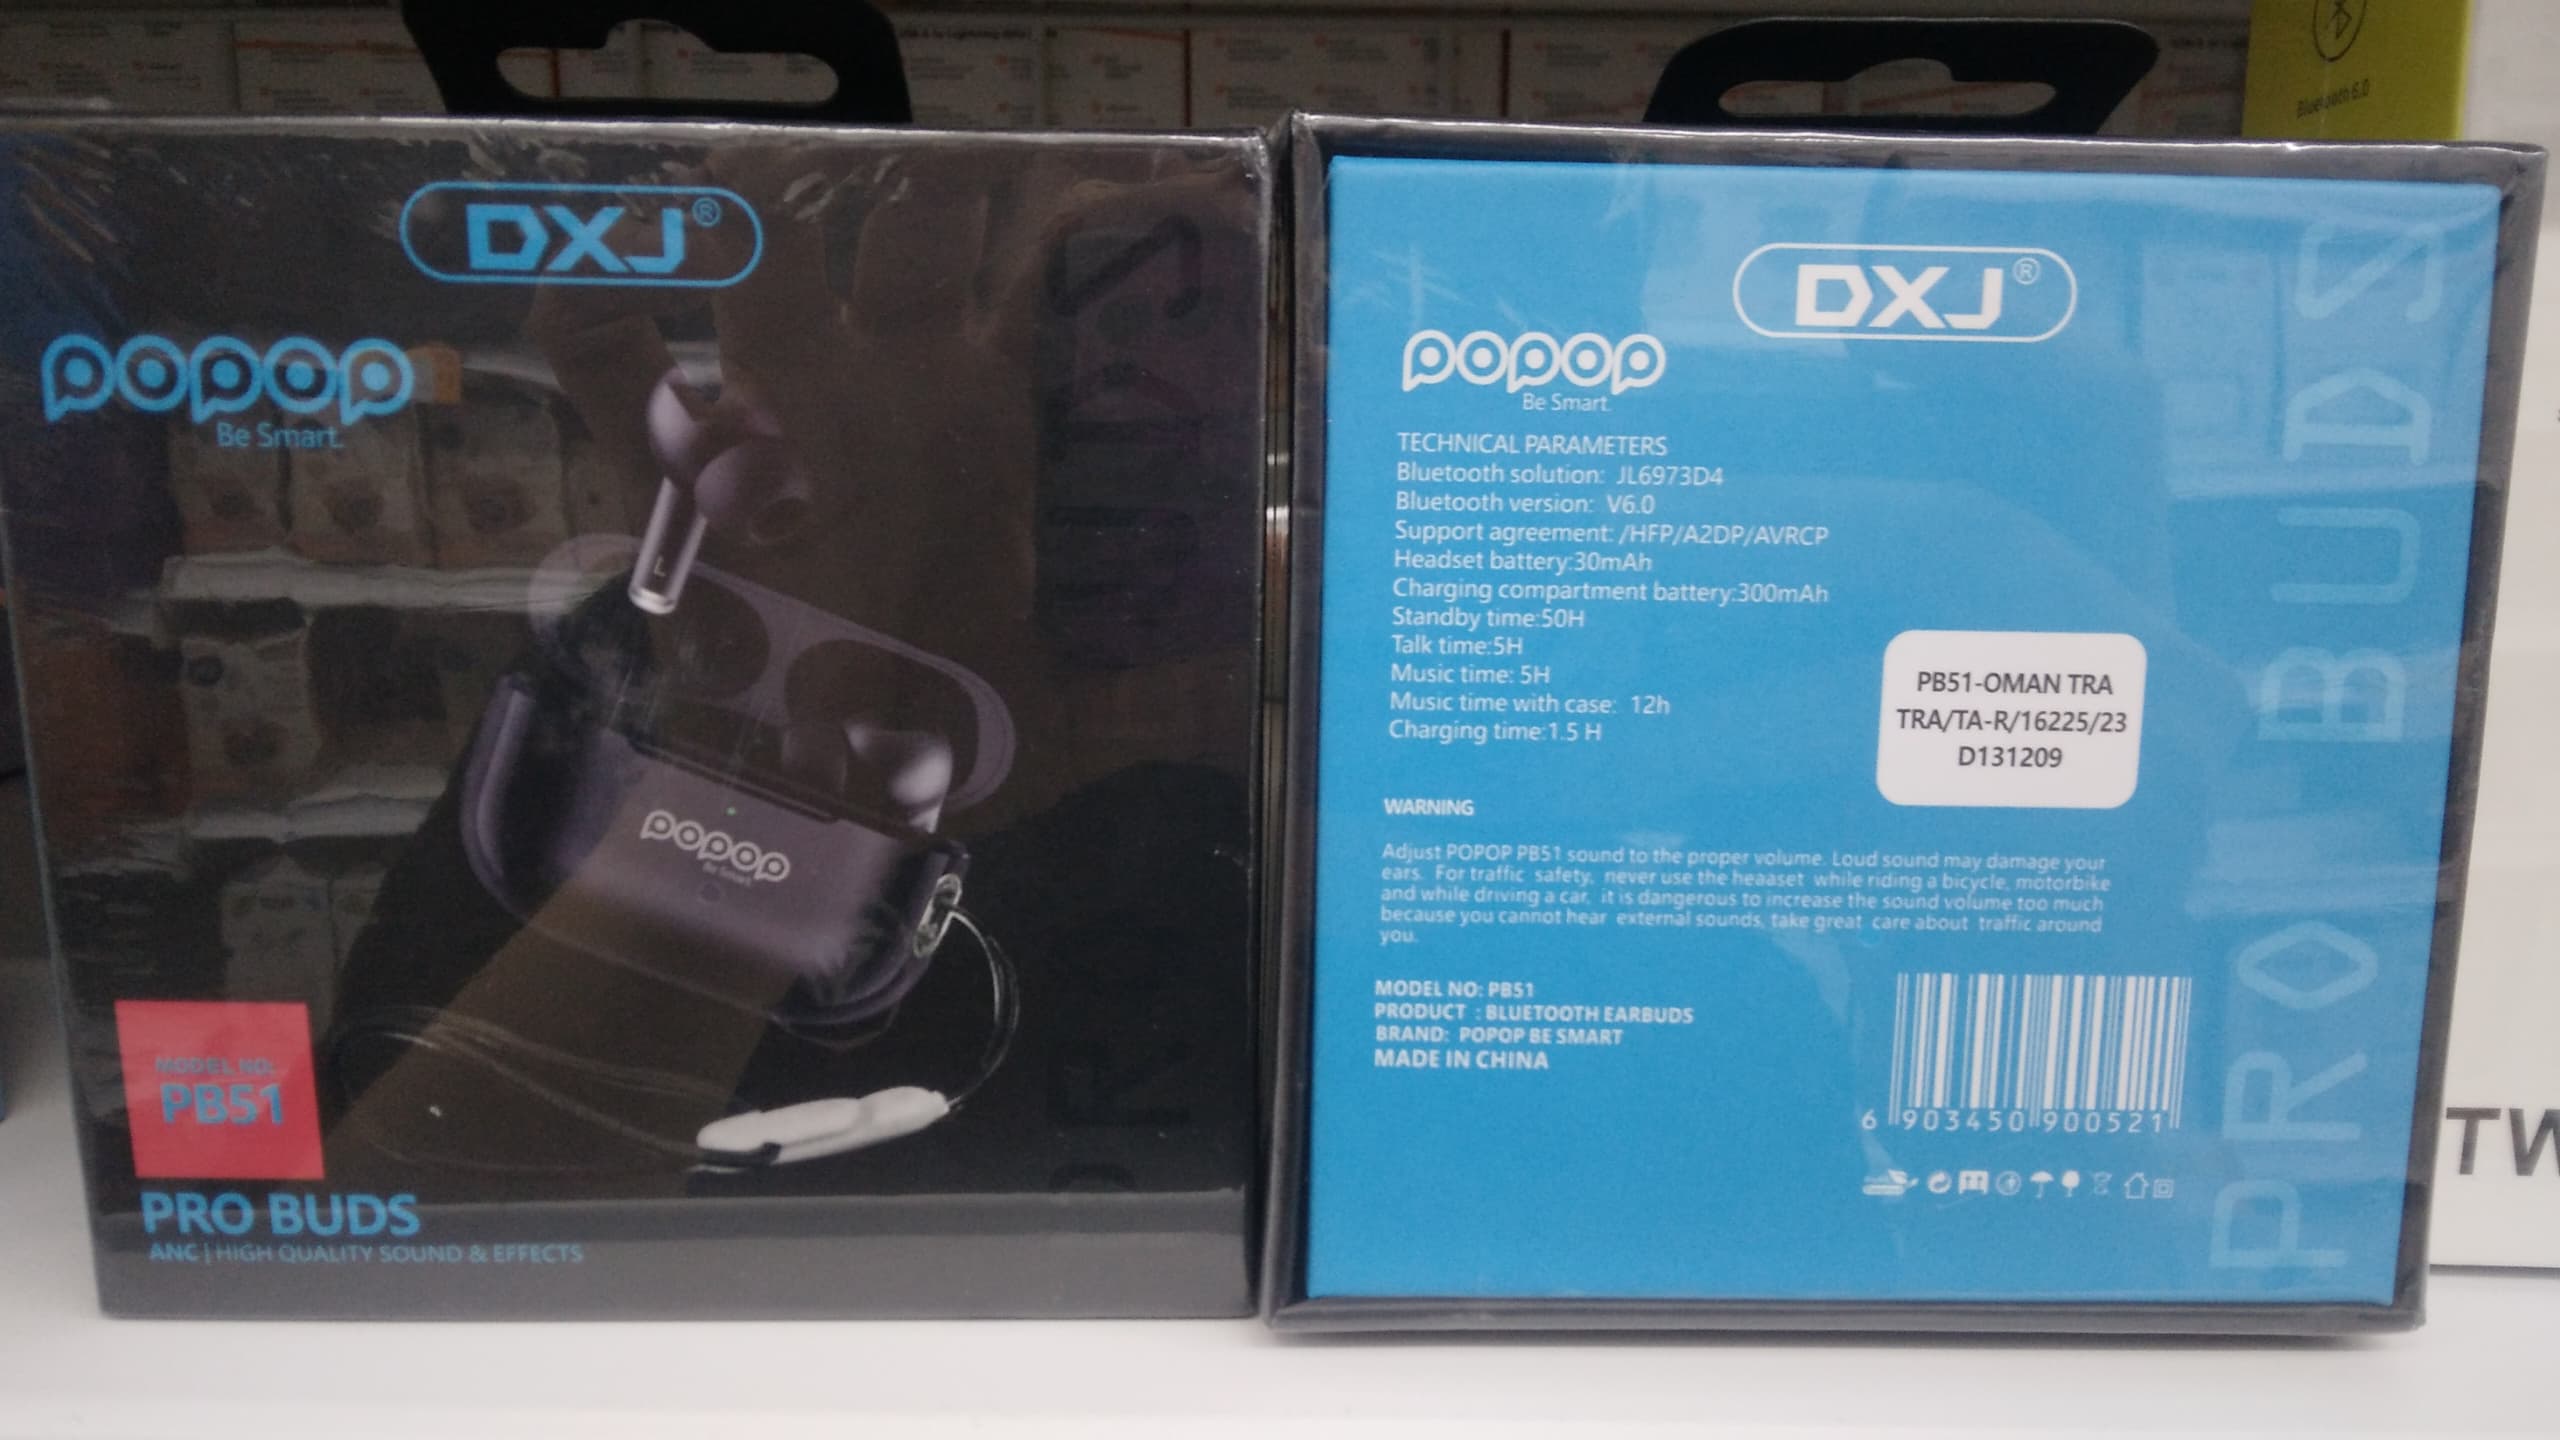 DXJ®
POPOP
Be Smart.
L
POPOP
Be Smart.
MODEL NO:
PB51
PRO BUDS
ANC | HIGH QUALITY SOUND & EFFECTS
DXJ®
POPOP
Be Smart.
TECHNICAL PARAMETERS
Bluetooth solution: JL6973D4
Bluetooth version: V6.0
Support agreement: /HFP/A2DP/AVRCP
Headset battery:30mAh
Charging compartment battery:300mAh
Standby time:50H
Talk time:5H
Music time: 5H
Music time with case: 12h
Charging time:1.5 H
PB51-OMAN TRA
TRA/TA-R/16225/23
D131209
WARNING
Adjust POPOP PB51 sound to the proper volume. Loud sound may damage your
ears. For traffic safety, never use the heaaset while riding a bicycle, motorbike
and while driving a car, it is dangerous to increase the sound volume too much
because you cannot hear external sounds, take great care about traffic around
you.
MODEL NO: PB51
PRODUCT : BLUETOOTH EARBUDS
BRAND: POPOP BE SMART
MADE IN CHINA
6 903450 900521
PRO BUDS
Bluetooth 6.0
TW